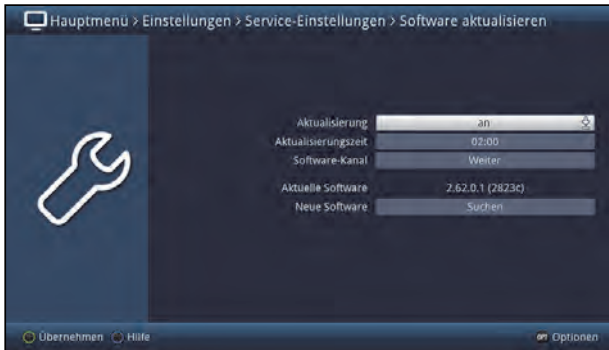 Hauptmenü > Einstellungen > Service-Einstellungen > Software aktualisieren
Aktualisierung an
Aktualisierungszeit 02:00
Software-Kanal Weiter
Aktuelle Software 2.62.0.1 (2823c)
Neue Software Suchen
Übernehmen Hilfe OPT Optionen